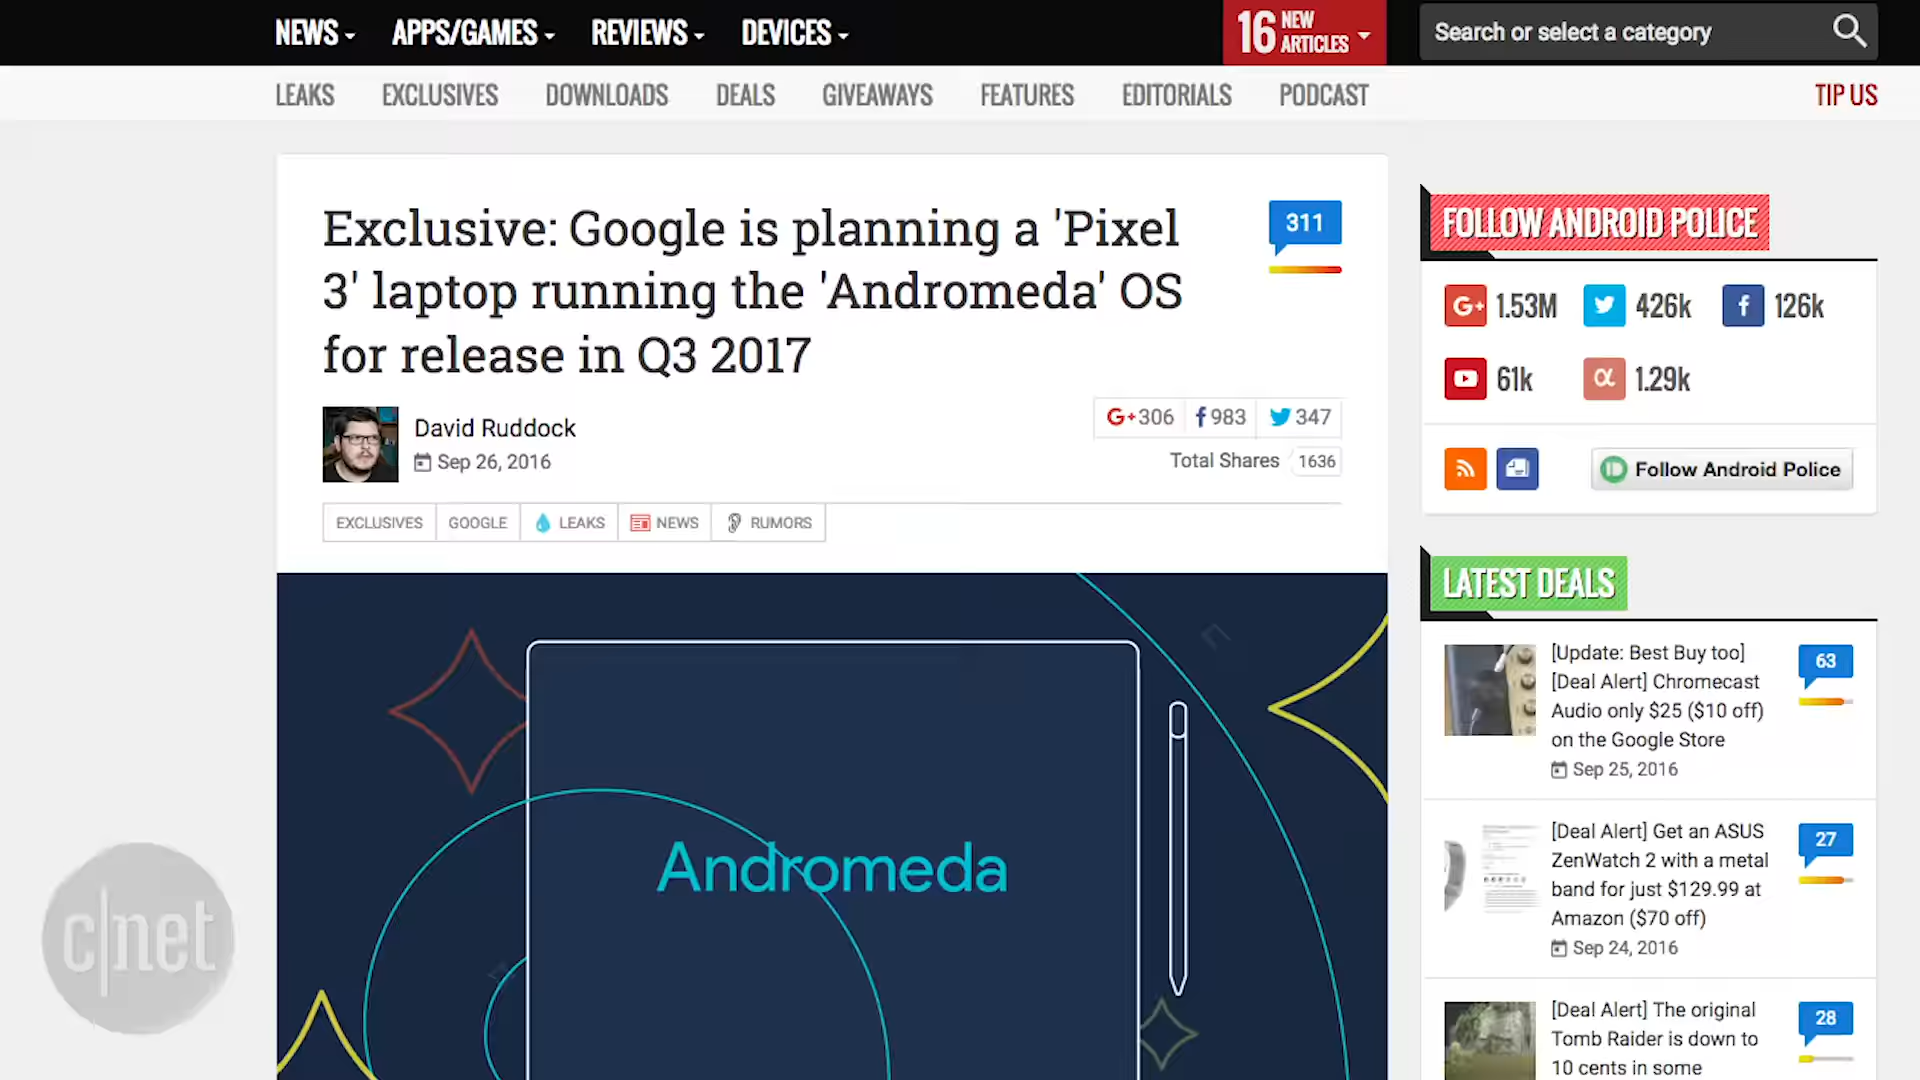 NEWS
APPS/GAMES
REVIEWS
DEVICES
16 NEW ARTICLES
Search or select a category
LEAKS
EXCLUSIVES
DOWNLOADS
DEALS
GIVEAWAYS
FEATURES
EDITORIALS
PODCAST
TIP US
Exclusive: Google is planning a 'Pixel
3' laptop running the 'Andromeda' OS
for release in Q3 2017
311
David Ruddock
Sep 26, 2016
G+ 306
f 983
347
Total Shares 1636
EXCLUSIVES
GOOGLE
LEAKS
NEWS
RUMORS
Andromeda
c|net
FOLLOW ANDROID POLICE
G+ 1.53M
426k
f 126k
61k
α 1.29k
Follow Android Police
LATEST DEALS
[Update: Best Buy too]
[Deal Alert] Chromecast
Audio only $25 ($10 off)
on the Google Store
Sep 25, 2016
63
[Deal Alert] Get an ASUS
ZenWatch 2 with a metal
band for just $129.99 at
Amazon ($70 off)
Sep 24, 2016
27
[Deal Alert] The original
Tomb Raider is down to
10 cents in some
28